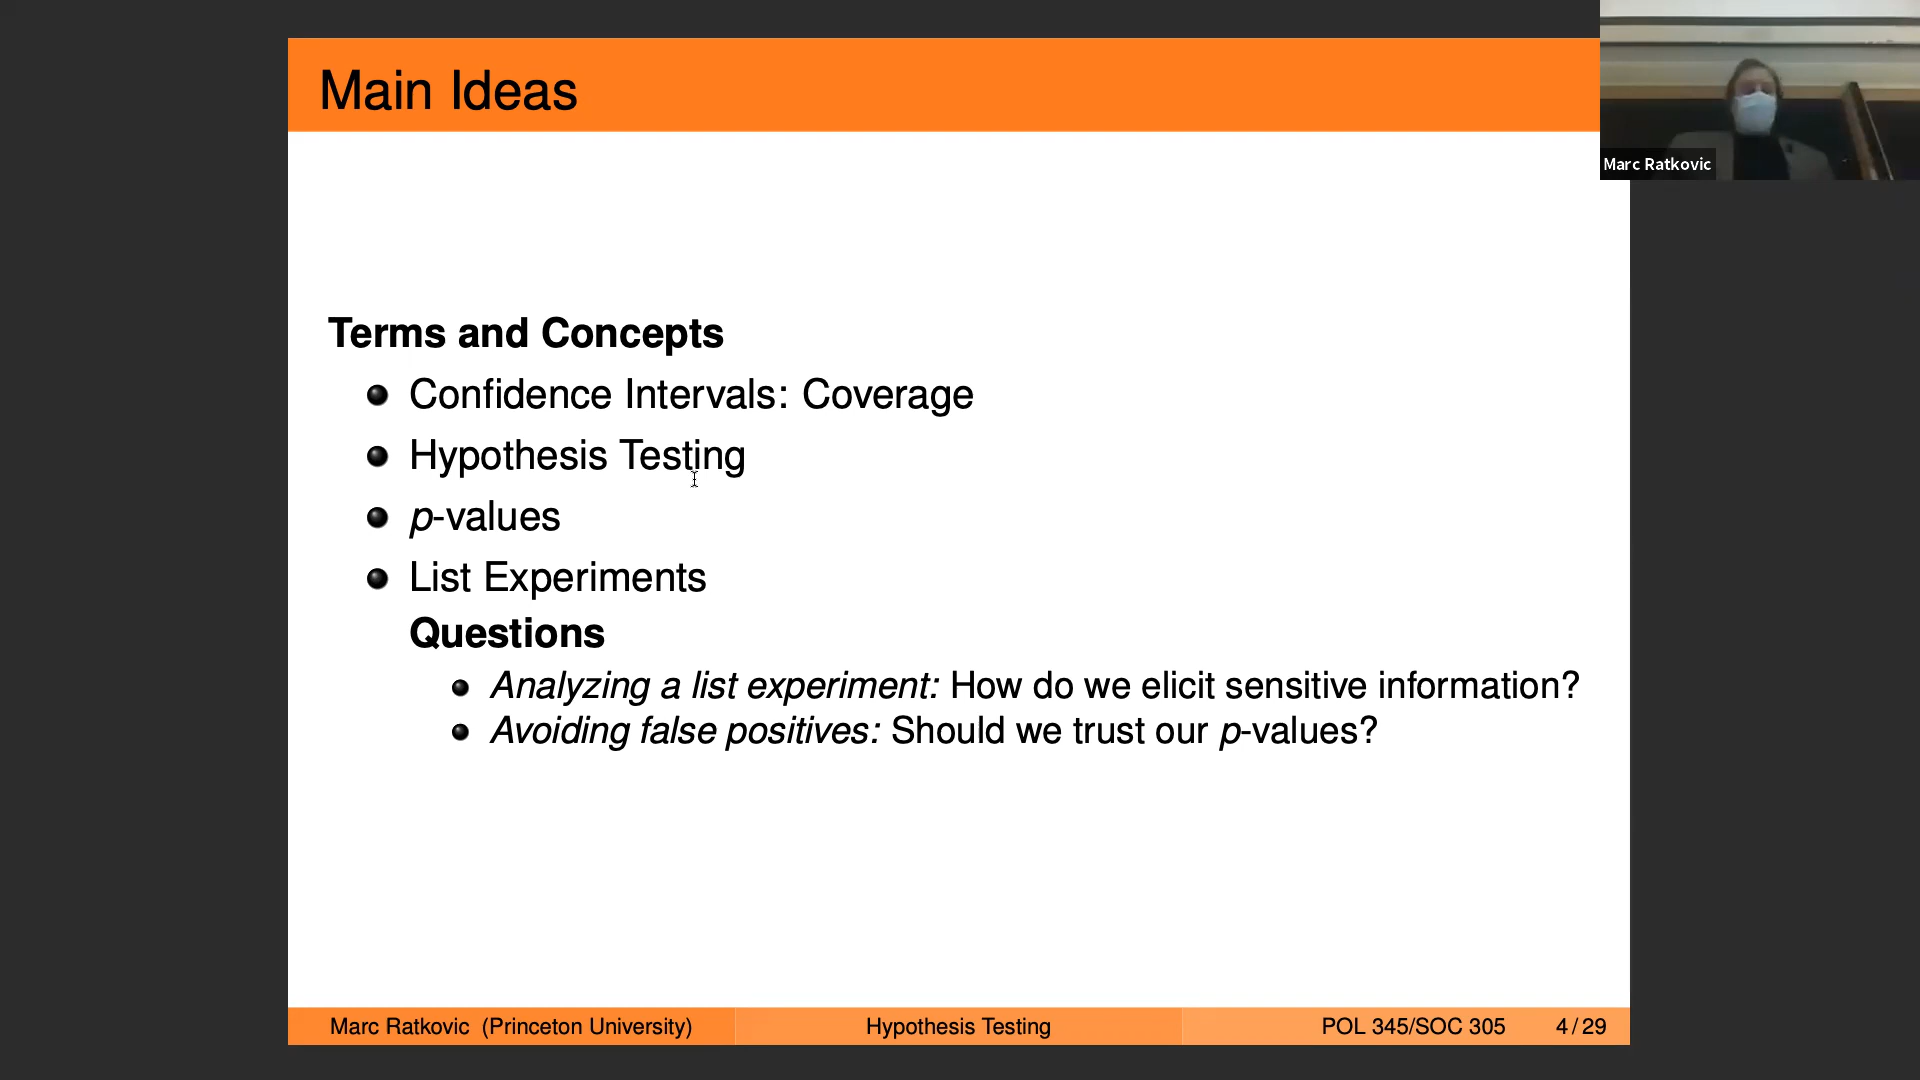 Main Ideas
Marc Ratkovic
Terms and Concepts
Confidence Intervals: Coverage
Hypothesis Testing
p-values
List Experiments
Questions
Analyzing a list experiment: How do we elicit sensitive information?
Avoiding false positives: Should we trust our p-values?
Marc Ratkovic (Princeton University) Hypothesis Testing POL 345/SOC 305 4/29